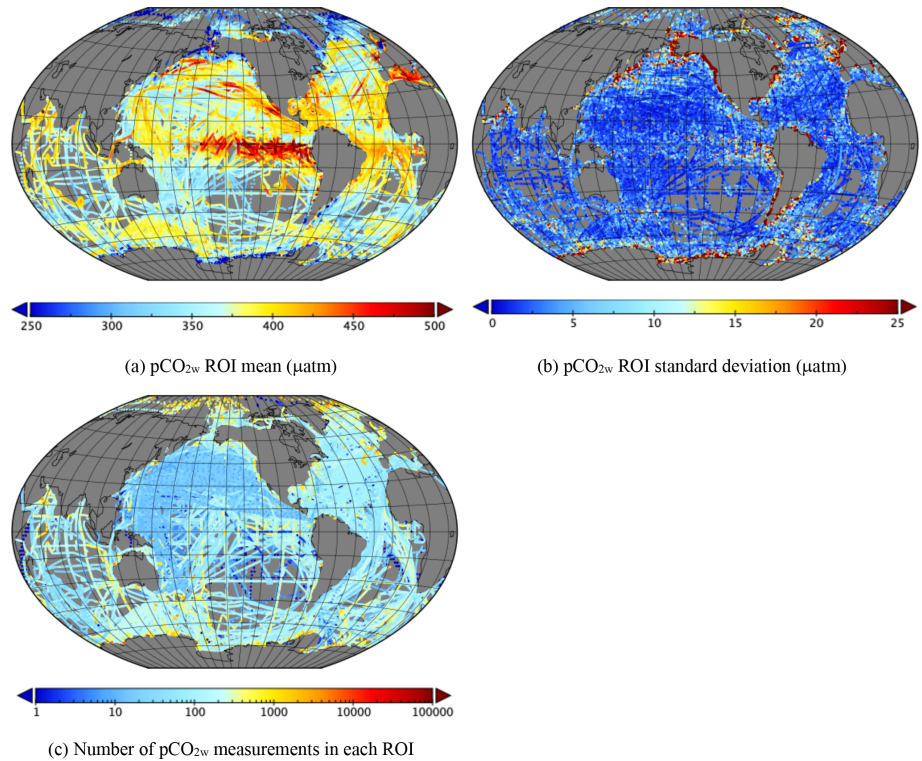 250 300 350 400 450 500
(a) pCO₂w ROI mean (µatm)
0 5 10 15 20 25
(b) pCO₂w ROI standard deviation (µatm)
1 10 100 1000 10000 100000
(c) Number of pCO₂w measurements in each ROI